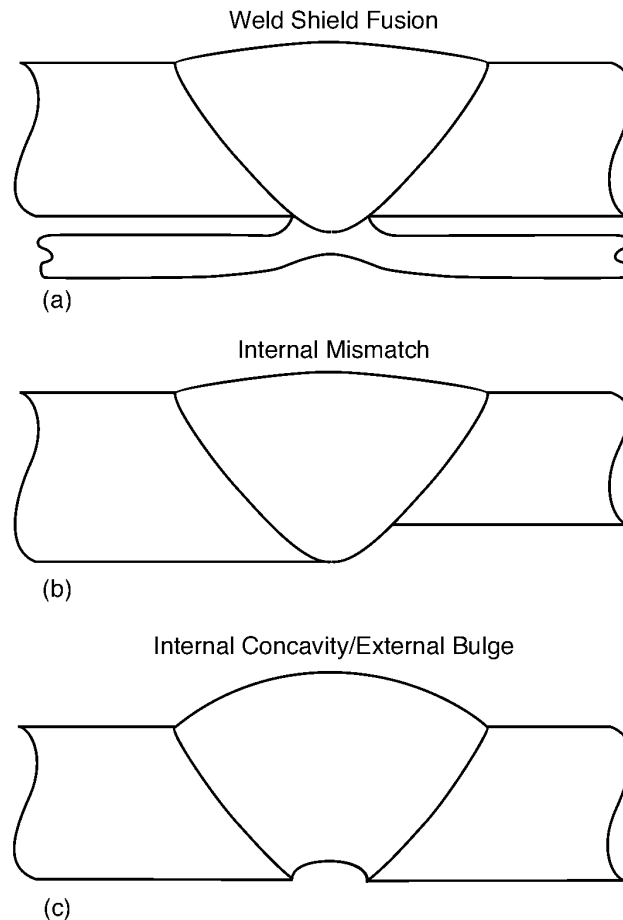 Weld Shield Fusion
(a)
Internal Mismatch
(b)
Internal Concavity/External Bulge
(c)